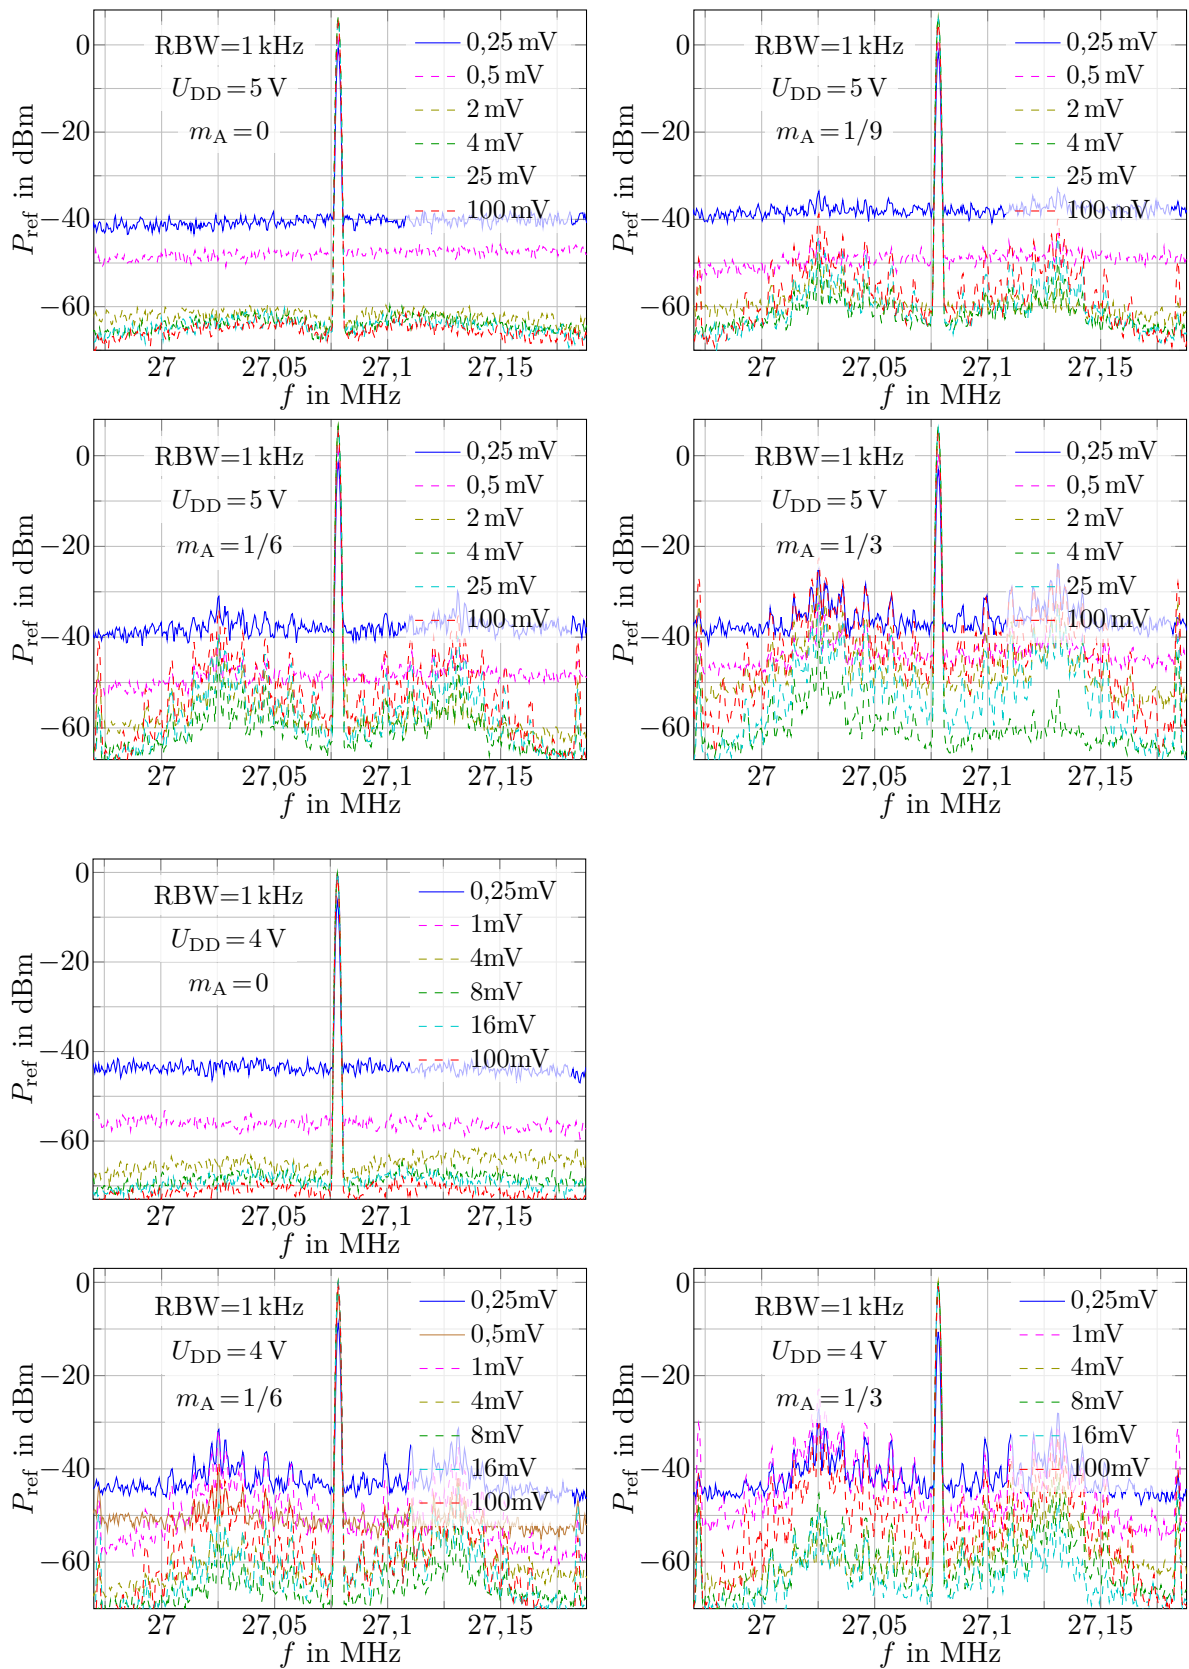 0
−20
−40
−60
P_ref in dBm
RBW=1 kHz
U_DD=5 V
m_A=0
0,25 mV
0,5 mV
2 mV
4 mV
25 mV
100 mV
27
27,05
27,1
27,15
f in MHz
0
−20
−40
−60
P_ref in dBm
RBW=1 kHz
U_DD=5 V
m_A=1/9
0,25 mV
0,5 mV
2 mV
4 mV
25 mV
100 mV
27
27,05
27,1
27,15
f in MHz
0
−20
−40
−60
P_ref in dBm
RBW=1 kHz
U_DD=5 V
m_A=1/6
0,25 mV
0,5 mV
2 mV
4 mV
25 mV
100 mV
27
27,05
27,1
27,15
f in MHz
0
−20
−40
−60
P_ref in dBm
RBW=1 kHz
U_DD=5 V
m_A=1/3
0,25 mV
0,5 mV
2 mV
4 mV
25 mV
100 mV
27
27,05
27,1
27,15
f in MHz
0
−20
−40
−60
P_ref in dBm
RBW=1 kHz
U_DD=4 V
m_A=0
0,25mV
1mV
4mV
8mV
16mV
100mV
27
27,05
27,1
27,15
f in MHz
0
−20
−40
−60
P_ref in dBm
RBW=1 kHz
U_DD=4 V
m_A=1/6
0,25mV
0,5mV
1mV
4mV
8mV
16mV
100mV
27
27,05
27,1
27,15
f in MHz
0
−20
−40
−60
P_ref in dBm
RBW=1 kHz
U_DD=4 V
m_A=1/3
0,25mV
1mV
4mV
8mV
16mV
100mV
27
27,05
27,1
27,15
f in MHz